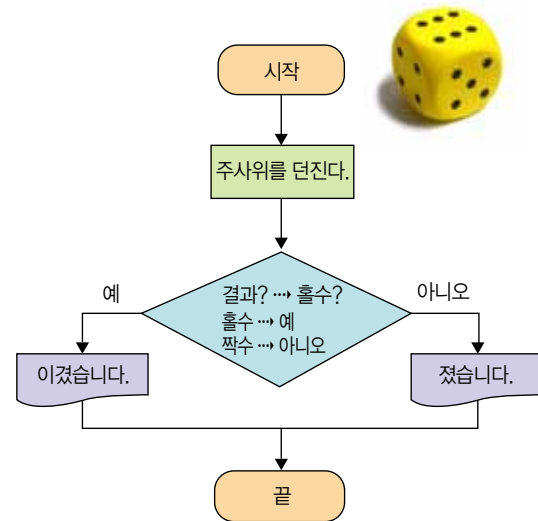 시작
주사위를 던진다.
결과? ⋯→ 홀수?
홀수 ⋯→ 예
짝수 ⋯→ 아니오
예
아니오
이겼습니다.
졌습니다.
끝